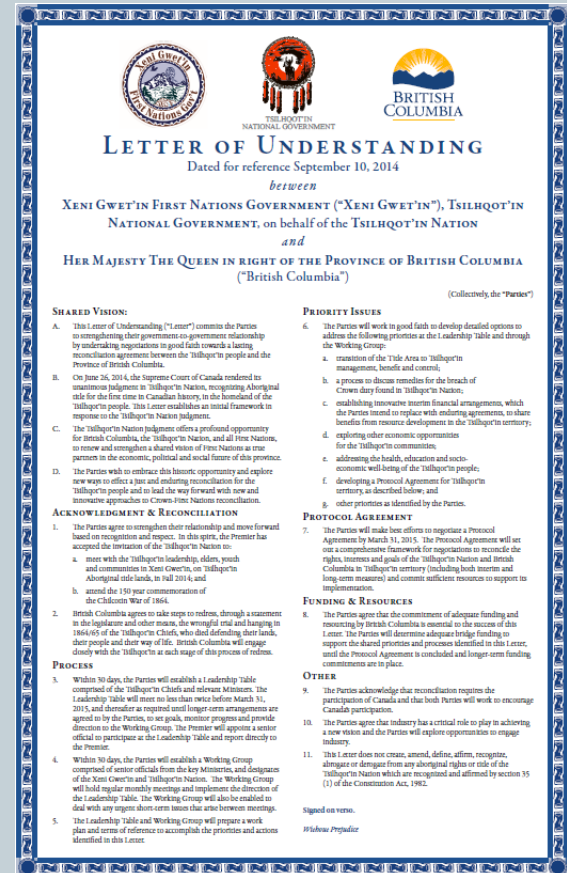 Xeni Gwet'in
First Nations Gov't
TSILHQOT'IN
NATIONAL GOVERNMENT
BRITISH
COLUMBIA
LETTER OF UNDERSTANDING
Dated for reference September 10, 2014
between
XENI GWET'IN FIRST NATIONS GOVERNMENT ("XENI GWET'IN"), TSILHQOT'IN
NATIONAL GOVERNMENT, on behalf of the TSILHQOT'IN NATION
and
HER MAJESTY THE QUEEN IN RIGHT OF THE PROVINCE OF BRITISH COLUMBIA
("British Columbia")
(Collectively, the "Parties")
SHARED VISION:
A. This Letter of Understanding ("Letter") commits the Parties
to strengthening their government-to-government relationship
by undertaking negotiations in good faith towards a lasting
reconciliation agreement between the Tsilhqot'in people and the
Province of British Columbia.
B. On June 26, 2014, the Supreme Court of Canada rendered its
unanimous judgment in Tsilhqot'in Nation, recognizing Aboriginal
title for the first time in Canadian history, in the homeland of the
Tsilhqot'in people. This Letter establishes an initial framework in
response to the Tsilhqot'in Nation judgment.
C. The Tsilhqot'in Nation judgment offers a profound opportunity
for British Columbia, the Tsilhqot'in Nation, and all First Nations,
to renew and strengthen a shared vision of First Nations as true
partners in the economic, political and social future of this province.
D. The Parties wish to embrace this historic opportunity and explore
new ways to effect a just and enduring reconciliation for the
Tsilhqot'in people and to lead the way forward with new and
innovative approaches to Crown-First Nations reconciliation.
ACKNOWLEDGMENT & RECONCILIATION
1. The Parties agree to strengthen their relationship and move forward
based on recognition and respect. In this spirit, the Premier has
accepted the invitation of the Tsilhqot'in Nation to:
a. meet with the Tsilhqot'in leadership, elders, youth
and communities in Xeni Gwet'in, on Tsilhqot'in
Aboriginal title lands, in Fall 2014; and
b. attend the 150 year commemoration of
the Chilcotin War of 1864.
2. British Columbia agrees to take steps to redress, through a statement
in the legislature and other means, the wrongful trial and hanging in
1864/65 of the Tsilhqot'in Chiefs, who died defending their lands,
their people and their way of life. British Columbia will engage
closely with the Tsilhqot'in at each stage of this process of redress.
PROCESS
3. Within 30 days, the Parties will establish a Leadership Table
comprised of the Tsilhqot'in Chiefs and relevant Ministers. The
Leadership Table will meet no less than twice before March 31,
2015, and thereafter as required until longer-term arrangements are
agreed to by the Parties, to set goals, monitor progress and provide
direction to the Working Group. The Premier will appoint a senior
official to participate at the Leadership Table and report directly to
the Premier.
4. Within 30 days, the Parties will establish a Working Group
comprised of senior officials from the key Ministries, and designates
of the Xeni Gwet'in and Tsilhqot'in Nation. The Working Group
will hold regular monthly meetings and implement the direction of
the Leadership Table. The Working Group will also be enabled to
deal with any urgent short-term issues that arise between meetings.
5. The Leadership Table and Working Group will prepare a work
plan and terms of reference to accomplish the priorities and actions
identified in this Letter.
PRIORITY ISSUES
6. The Parties will work in good faith to develop detailed options to
address the following priorities at the Leadership Table and through
the Working Group:
a. transition of the Title Area to Tsilhqot'in
management, benefit and control;
b. a process to discuss remedies for the breach of
Crown duty found in Tsilhqot'in Nation;
c. establishing innovative interim financial arrangements, which
the Parties intend to replace with enduring agreements, to share
benefits from resource development in the Tsilhqot'in territory;
d. exploring other economic opportunities
for the Tsilhqot'in communities;
e. addressing the health, education and socio-
economic well-being of the Tsilhqot'in people;
f. developing a Protocol Agreement for Tsilhqot'in
territory, as described below; and
g. other priorities as identified by the Parties.
PROTOCOL AGREEMENT
7. The Parties will make best efforts to negotiate a Protocol
Agreement by March 31, 2015. The Protocol Agreement will set
out a comprehensive framework for negotiations to reconcile the
rights, interests and goals of the Tsilhqot'in Nation and British
Columbia in Tsilhqot'in territory (including both interim and
long-term measures) and commit sufficient resources to support its
implementation.
FUNDING & RESOURCES
8. The Parties agree that the commitment of adequate funding and
resourcing by British Columbia is essential to the success of this
Letter. The Parties will determine adequate bridge funding to
support the shared priorities and processes identified in this Letter,
until the Protocol Agreement is concluded and longer-term funding
commitments are in place.
OTHER
9. The Parties acknowledge that reconciliation requires the
participation of Canada and that both Parties will work to encourage
Canada's participation.
10. The Parties agree that industry has a critical role to play in achieving
a new vision and the Parties will explore opportunities to engage
industry.
11. This Letter does not create, amend, define, affirm, recognize,
abrogate or derogate from any aboriginal rights or title of the
Tsilhqot'in Nation which are recognized and affirmed by section 35
(1) of the Constitution Act, 1982.
Signed on verso.
Without Prejudice